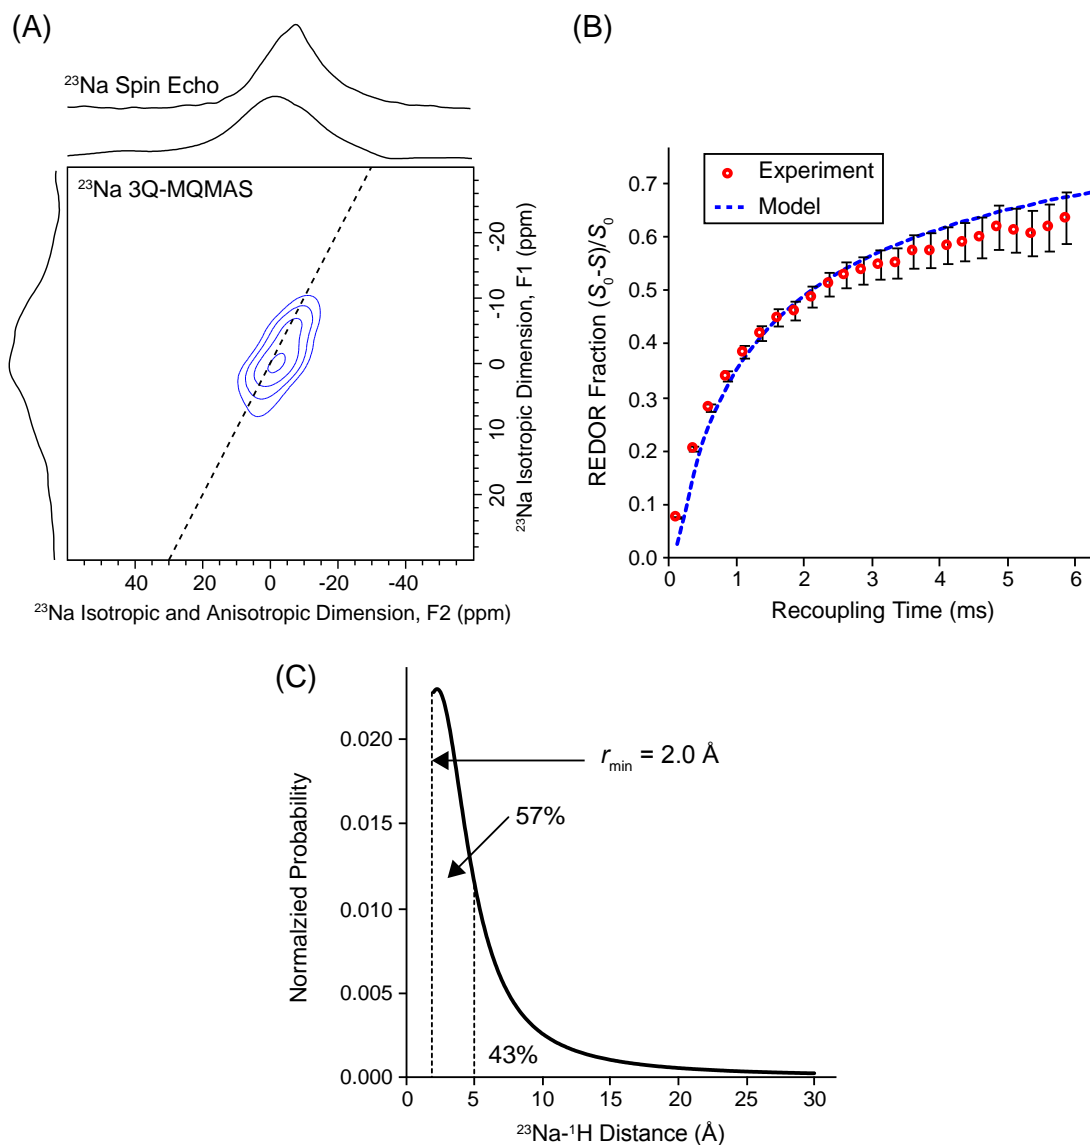 (A)
²³Na Spin Echo
²³Na 3Q-MQMAS
-20
-10
0
10
20
²³Na Isotropic Dimension, F1 (ppm)
40 20 0 -20 -40
²³Na Isotropic and Anisotropic Dimension, F2 (ppm)
(B)
Experiment
Model
0.7
0.6
0.5
0.4
0.3
0.2
0.1
0.0
REDOR Fraction (S₀-S)/S₀
0 1 2 3 4 5 6
Recoupling Time (ms)
(C)
r_min = 2.0 Å
57%
43%
0.020
0.015
0.010
0.005
0.000
Normalzied Probability
0 5 10 15 20 25 30
²³Na-¹H Distance (Å)